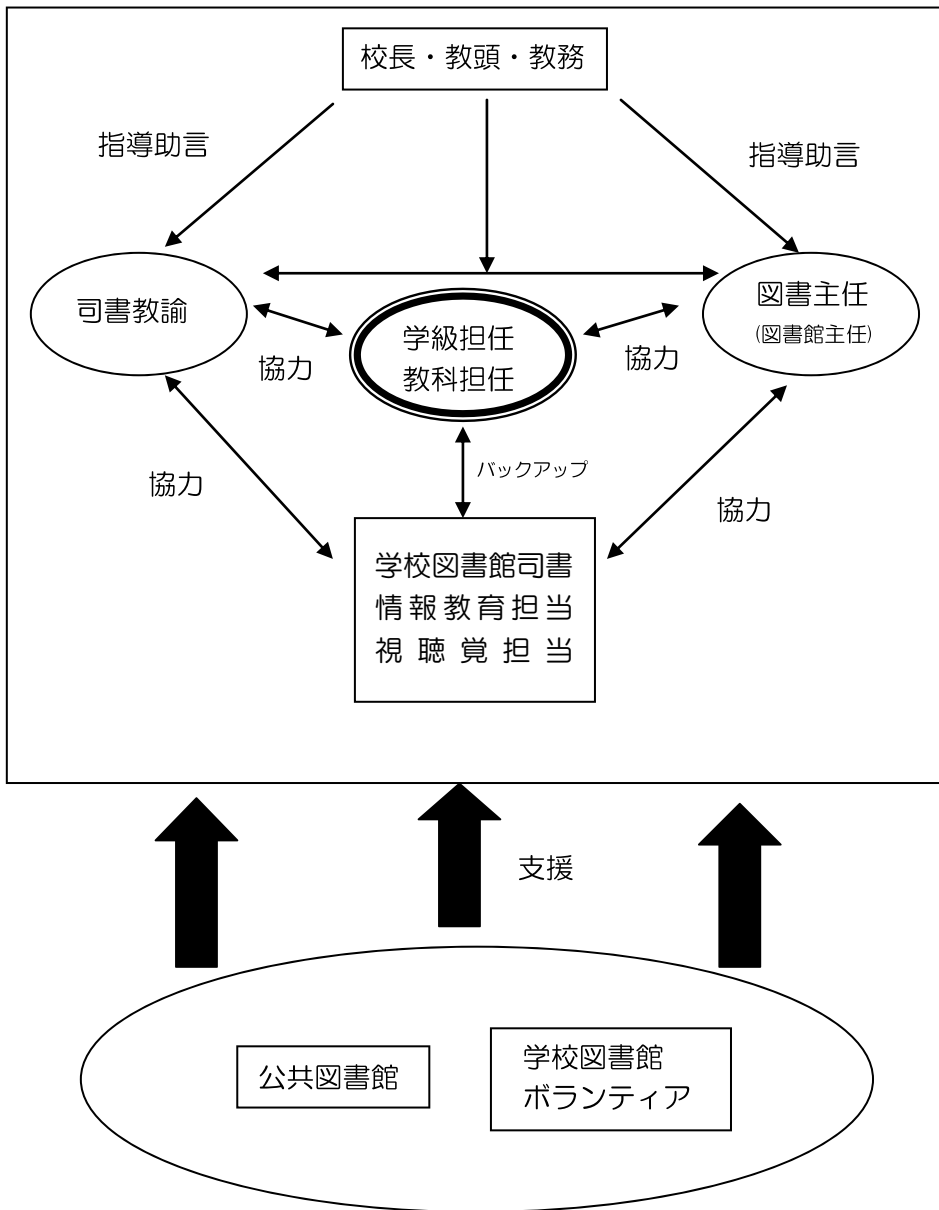 校長・教頭・教務
指導助言
指導助言
司書教諭
図書主任
(図書館主任)
学級担任
教科担任
協力
協力
バックアップ
協力
協力
学校図書館司書
情報教育担当
視聴覚担当
支援
公共図書館
学校図書館
ボランティア